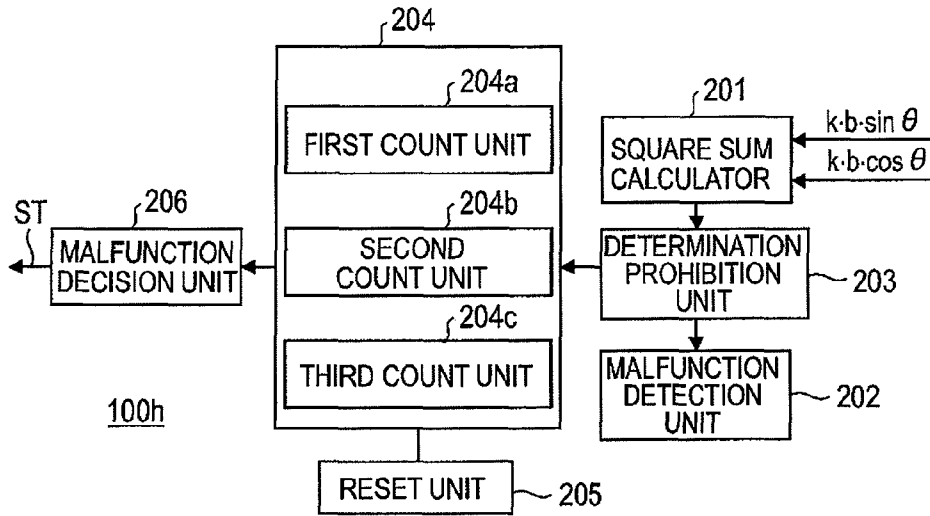 204
204a
FIRST COUNT UNIT
204b
SECOND
COUNT UNIT
204c
THIRD COUNT UNIT
201
SQUARE SUM
CALCULATOR
k·b·sin θ
k·b·cos θ
ST
206
MALFUNCTION
DECISION UNIT
DETERMINATION
PROHIBITION
UNIT
203
MALFUNCTION
DETECTION
UNIT
202
100h
RESET UNIT
205